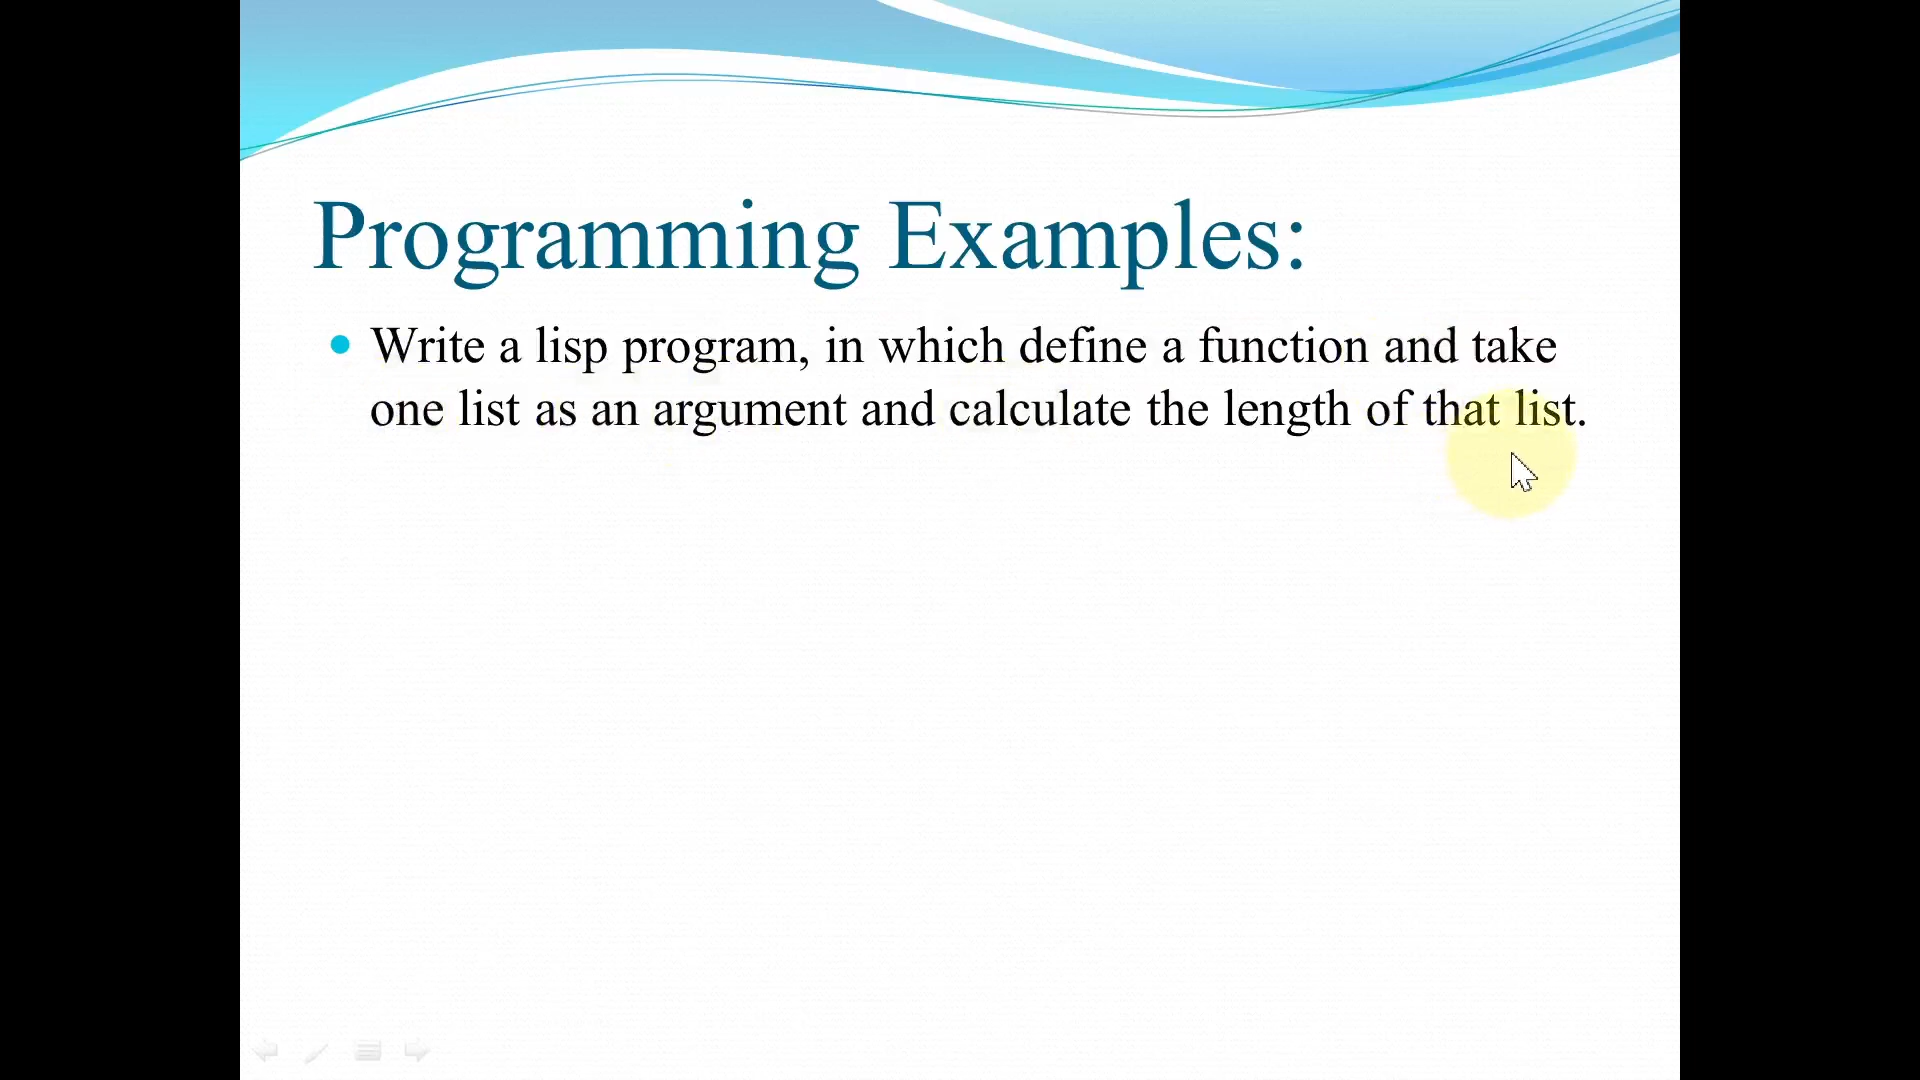 Programming Examples:
Write a lisp program, in which define a function and take
one list as an argument and calculate the length of that list.